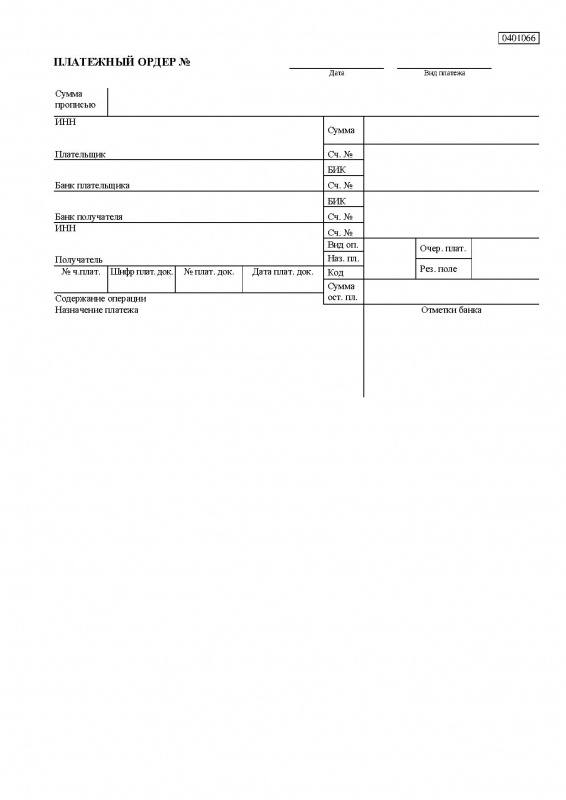 0401066
ПЛАТЕЖНЫЙ ОРДЕР №
Дата
Вид платежа
Сумма
прописью
ИНН
Сумма
Плательщик
Сч. №
БИК
Банк плательщика
Сч. №
БИК
Банк получателя
Сч. №
ИНН
Сч. №
Вид оп.
Очер. плат.
Наз. пл.
Получатель
Рез. поле
№ ч.плат.
Шифр плат. док.
№ плат. док.
Дата плат. док.
Код
Сумма
ост. пл.
Содержание операции
Назначение платежа
Отметки банка